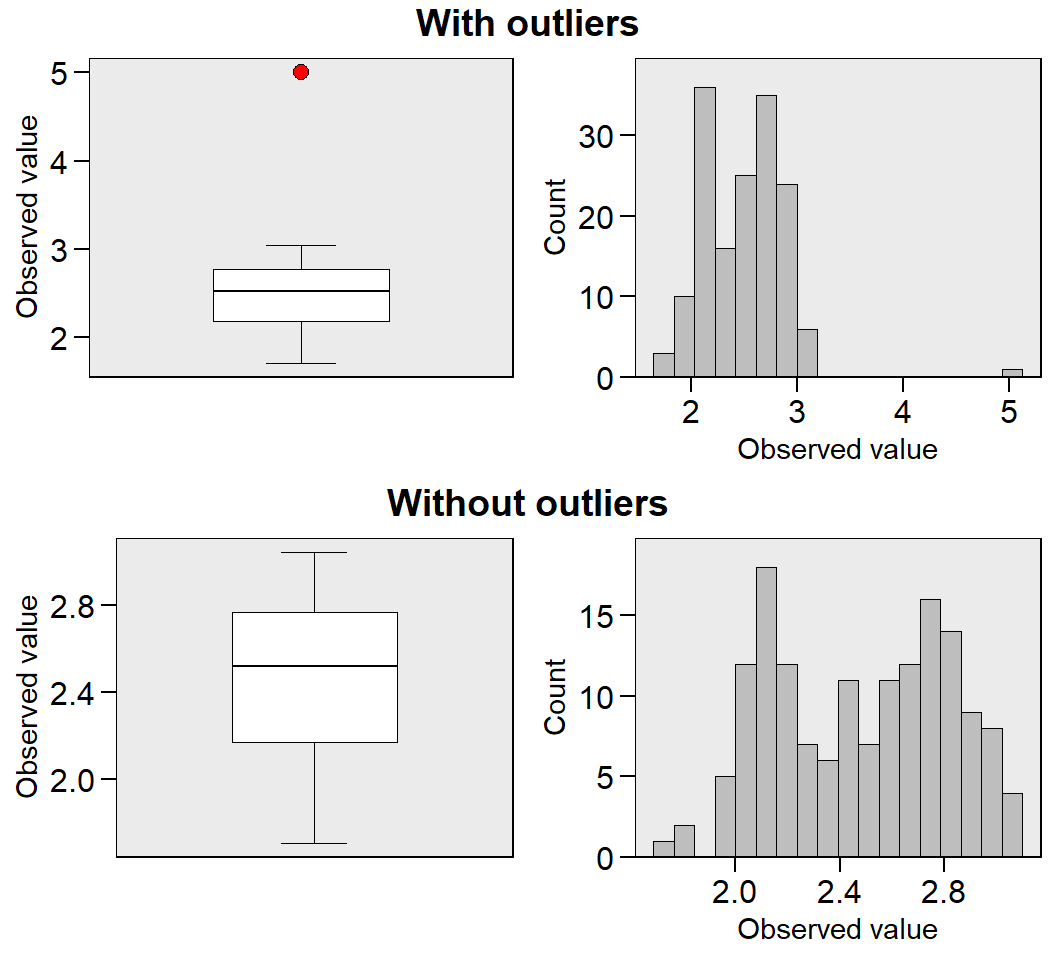 With outliers
Observed value
5
4
3
2
Count
30
20
10
0
2 3 4 5
Observed value
Without outliers
Observed value
2.8
2.4
2.0
Count
15
10
5
0
2.0 2.4 2.8
Observed value